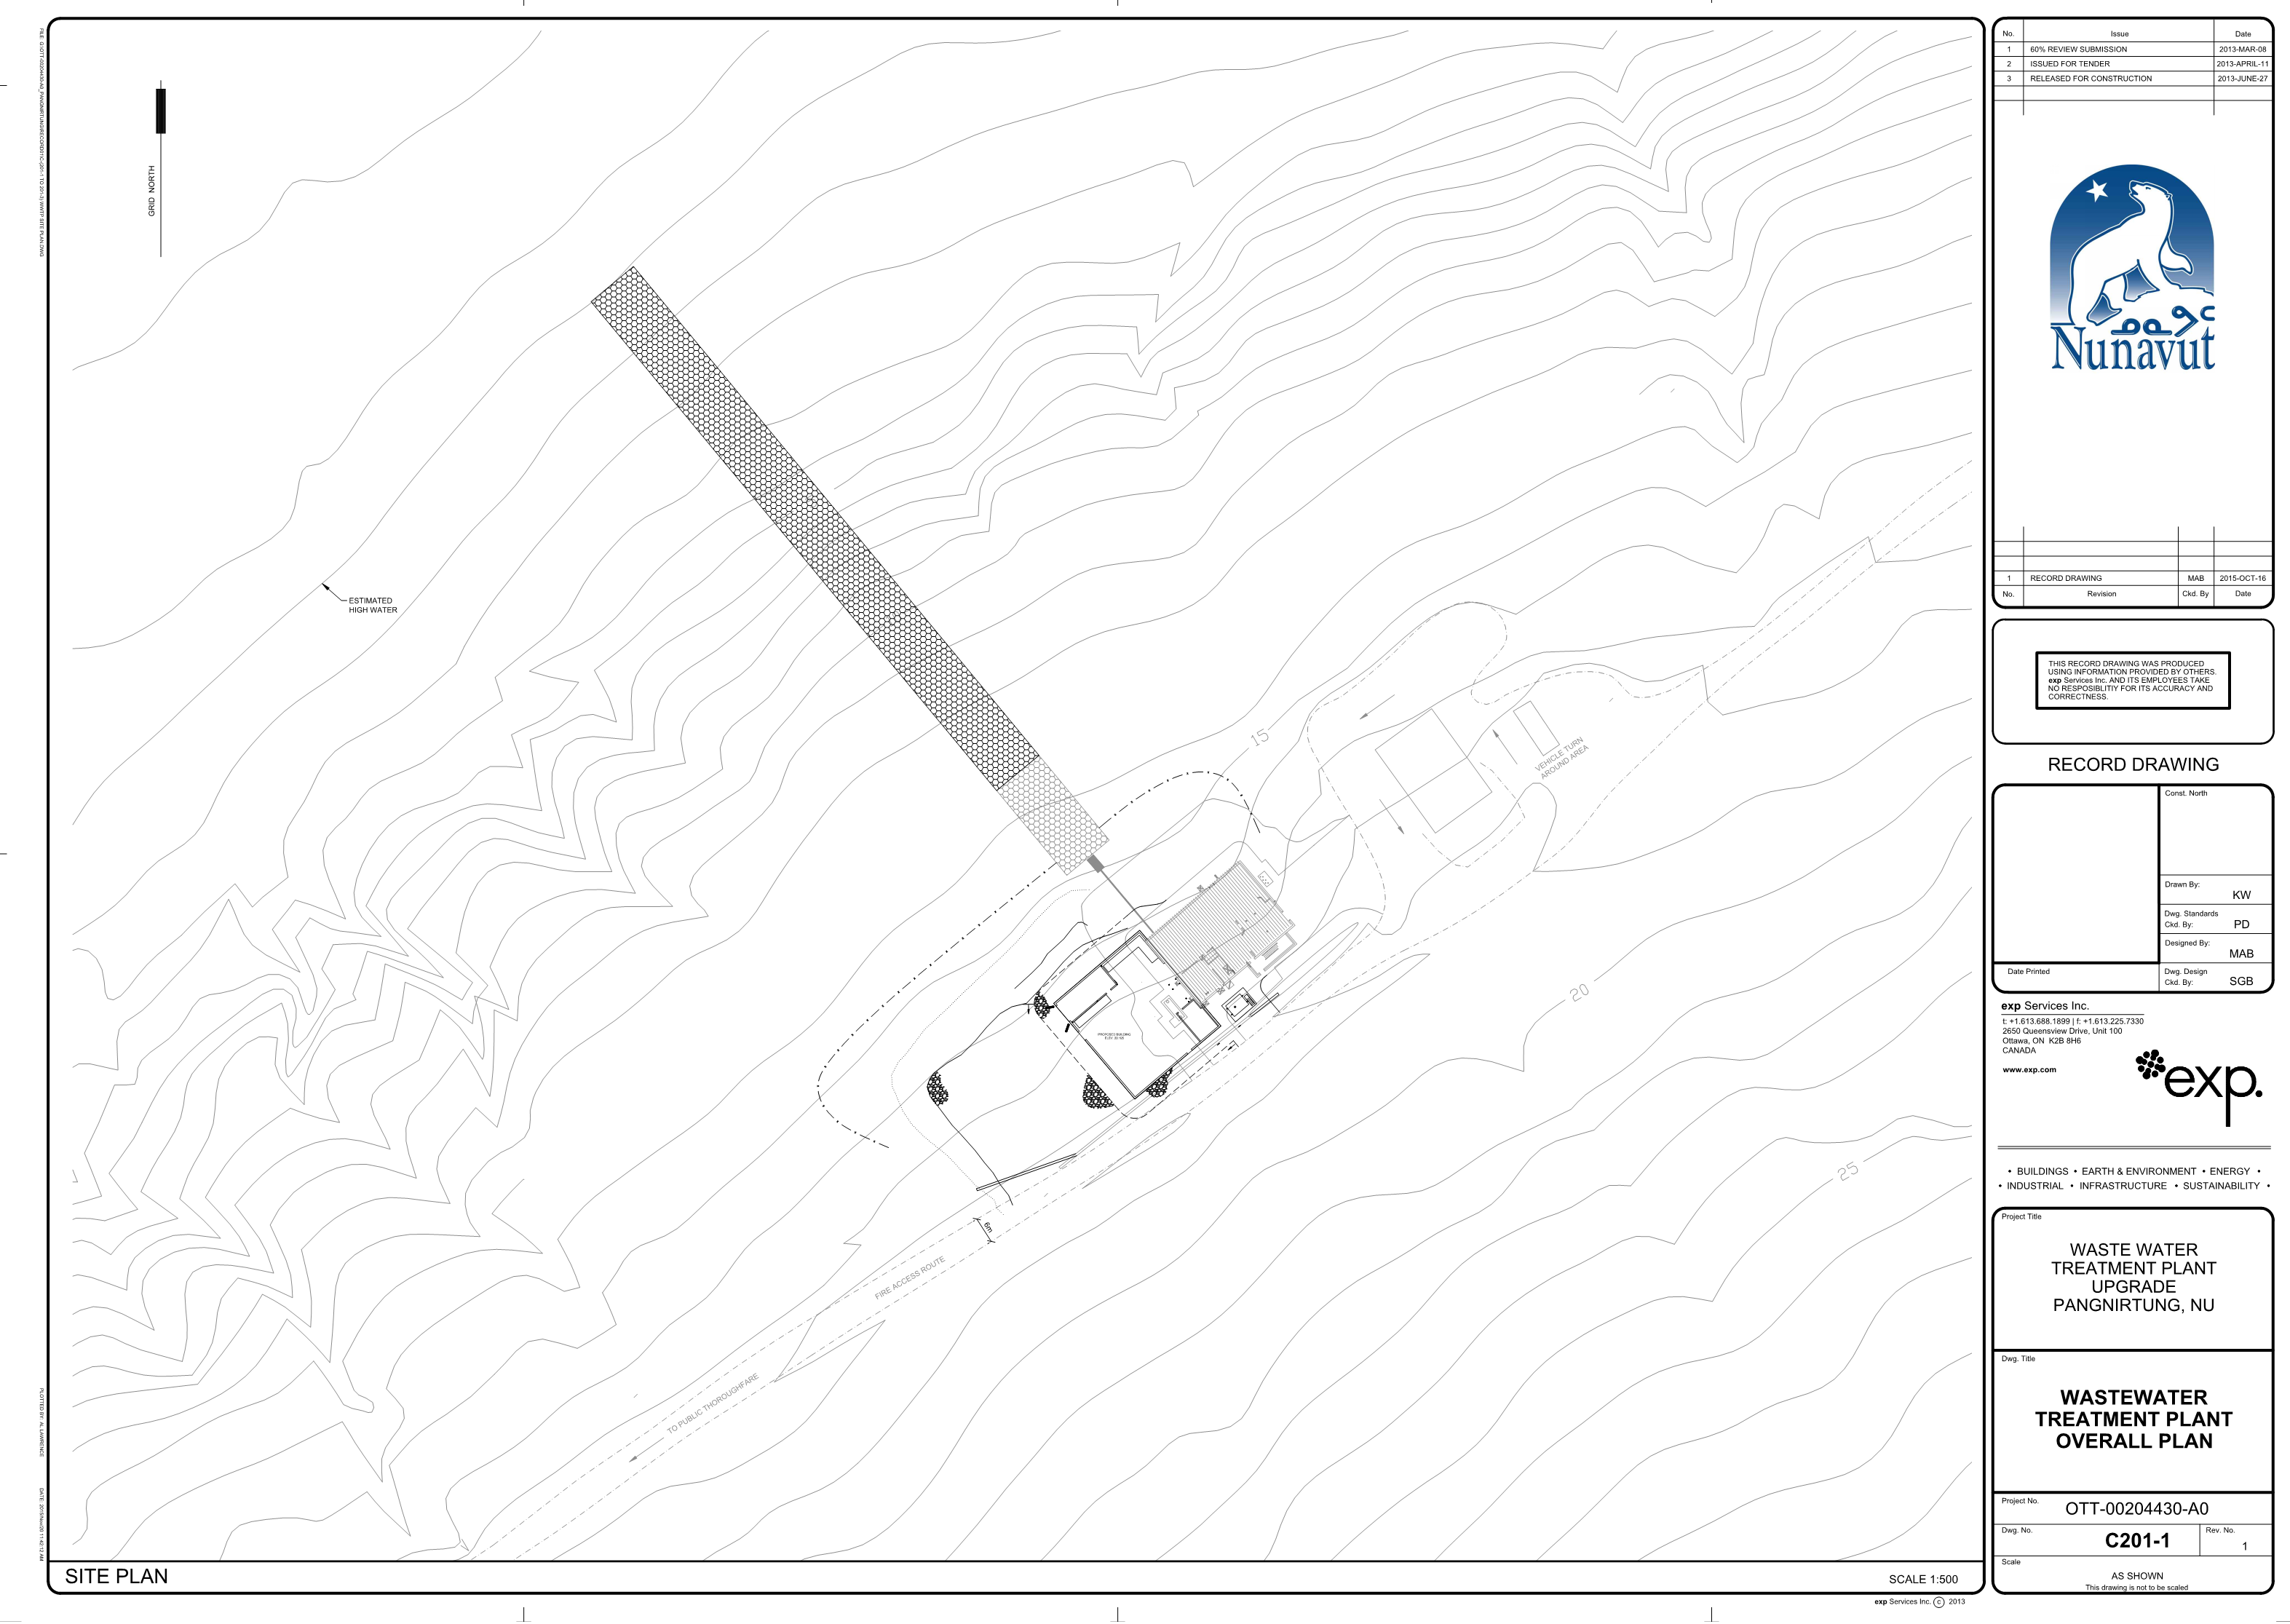 GRID NORTH
ESTIMATED
HIGH WATER
15
VEHICLE TURN
AROUND AREA
20
25
6m
FIRE ACCESS ROUTE
TO PUBLIC THOROUGHFARE
PROPOSED BUILDING
SITE PLAN
SCALE 1:500
exp Services Inc. c 2013
PLOTTED BY: AL LAWRENCE
No. Issue Date
1 60% REVIEW SUBMISSION 2013-MAR-08
2 ISSUED FOR TENDER 2013-APRIL-11
3 RELEASED FOR CONSTRUCTION 2013-JUNE-27
ᓄᓇᕗᑦ
Nunavut
1 RECORD DRAWING MAB 2015-OCT-16
No. Revision Ckd. By Date
THIS RECORD DRAWING WAS PRODUCED
USING INFORMATION PROVIDED BY OTHERS.
exp Services Inc. AND ITS EMPLOYEES TAKE
NO RESPOSIBLITIY FOR ITS ACCURACY AND
CORRECTNESS.
RECORD DRAWING
Const. North
Drawn By:
KW
Dwg. Standards
Ckd. By: PD
Designed By:
MAB
Date Printed
Dwg. Design
Ckd. By: SGB
exp Services Inc.
t: +1.613.688.1899 | f: +1.613.225.7330
2650 Queensview Drive, Unit 100
Ottawa, ON K2B 8H6
CANADA
www.exp.com
exp.
• BUILDINGS • EARTH & ENVIRONMENT • ENERGY •
• INDUSTRIAL • INFRASTRUCTURE • SUSTAINABILITY •
Project Title
WASTE WATER
TREATMENT PLANT
UPGRADE
PANGNIRTUNG, NU
Dwg. Title
WASTEWATER
TREATMENT PLANT
OVERALL PLAN
Project No.
OTT-00204430-A0
Dwg. No.
C201-1
Rev. No.
1
Scale
AS SHOWN
This drawing is not to be scaled